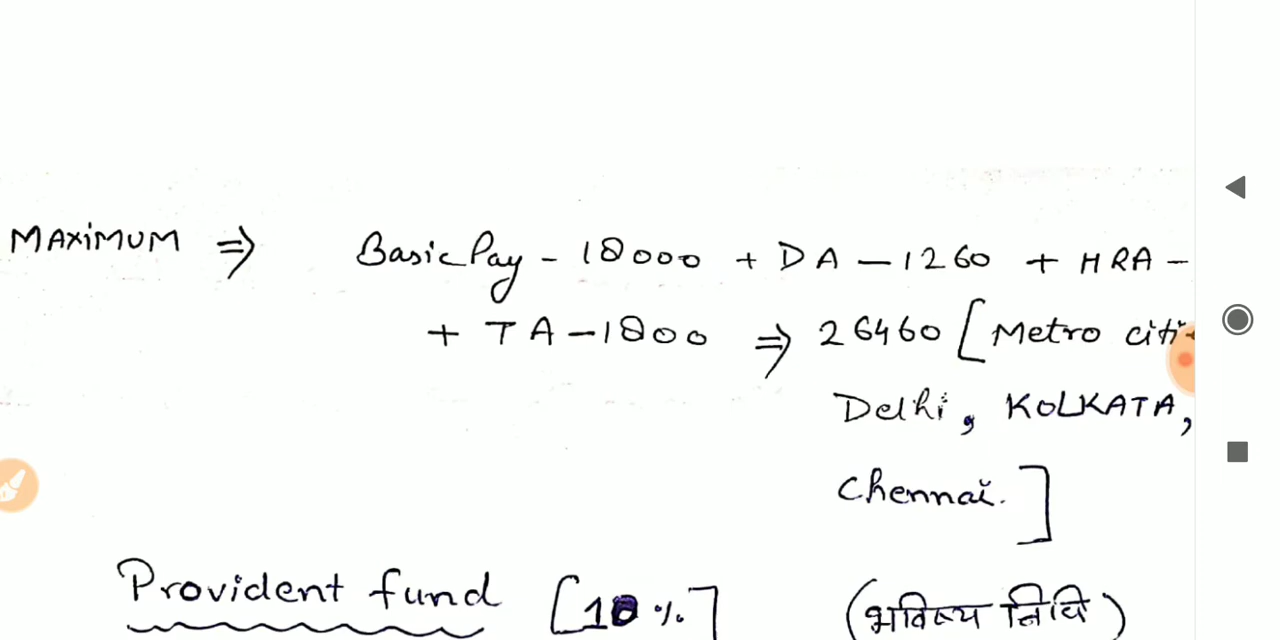 MAXiMUM ⇒ Basic Pay - 18000 + DA - 1260 + HRA -
+ TA - 1800 ⇒ 26460 [Metro
Delhi, KOLKATA,
Chennai.]
Provident fund [10%] (भविष्य निधि)